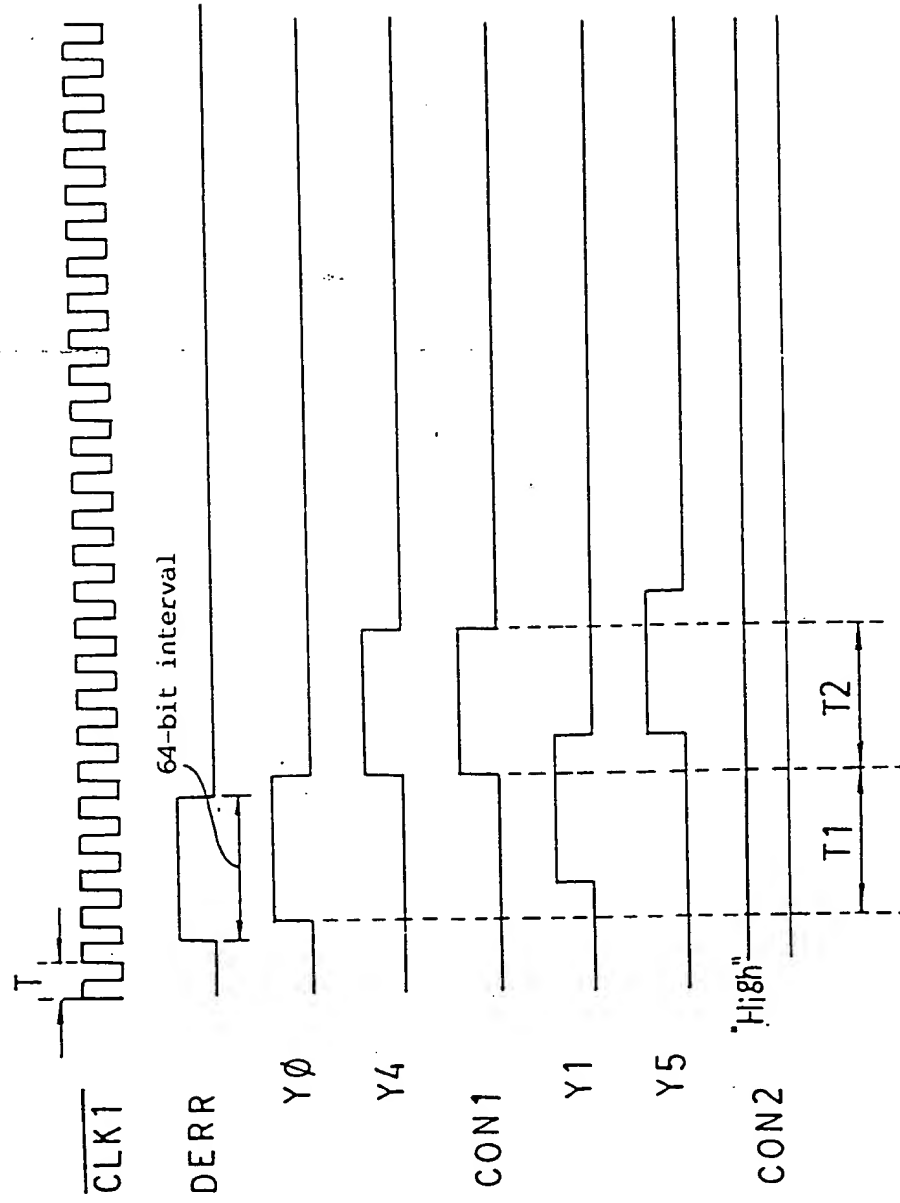 T
CLK1
DERR
64-bit interval
YØ
Y4
CON1
Y1
Y5
"High"
CON2
T1
T2